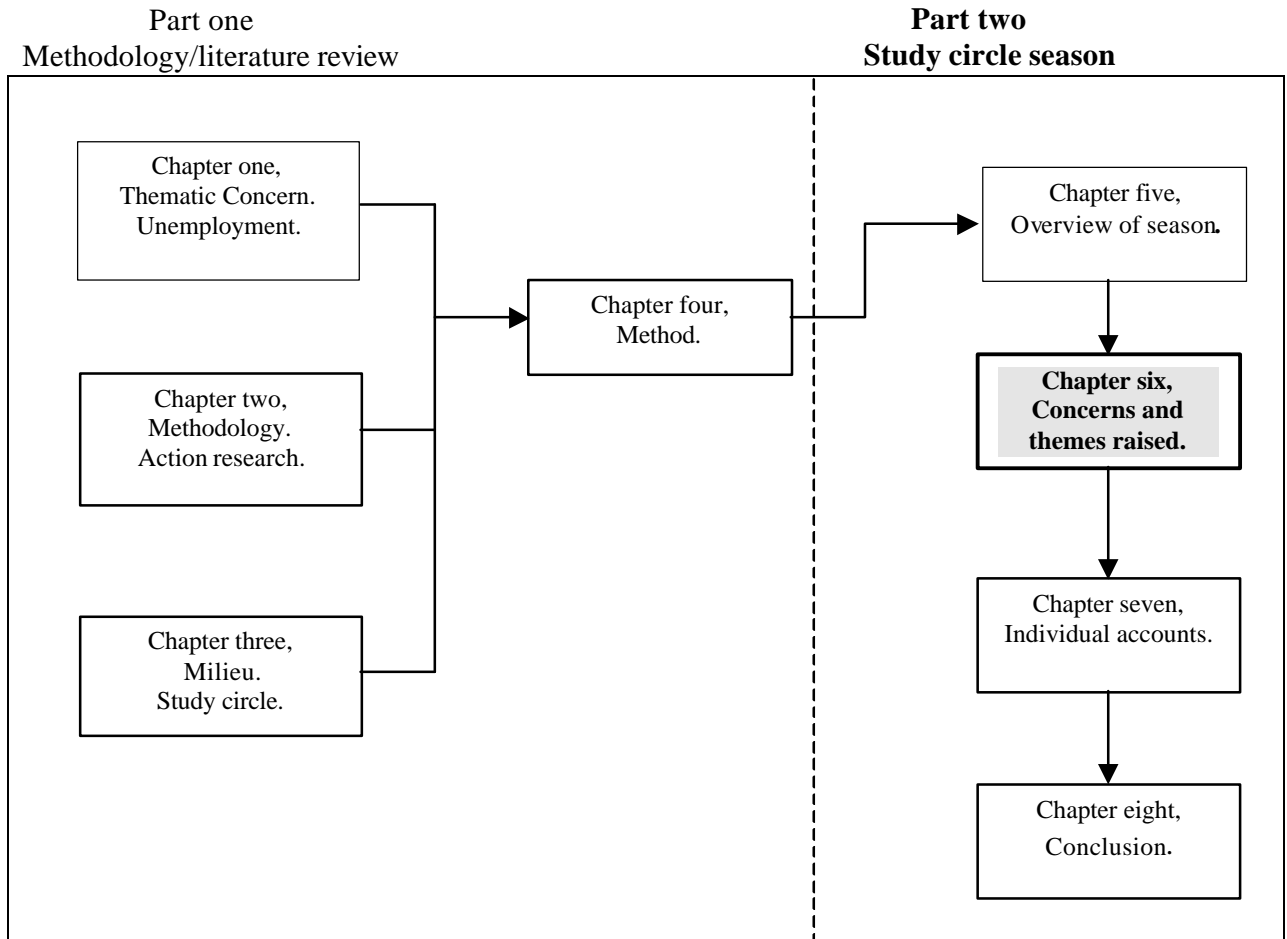 Part one
Methodology/literature review
Part two
Study circle season
Chapter one,
Thematic Concern.
Unemployment.
Chapter two,
Methodology.
Action research.
Chapter three,
Milieu.
Study circle.
Chapter four,
Method.
Chapter five,
Overview of season.
Chapter six,
Concerns and
themes raised.
Chapter seven,
Individual accounts.
Chapter eight,
Conclusion.